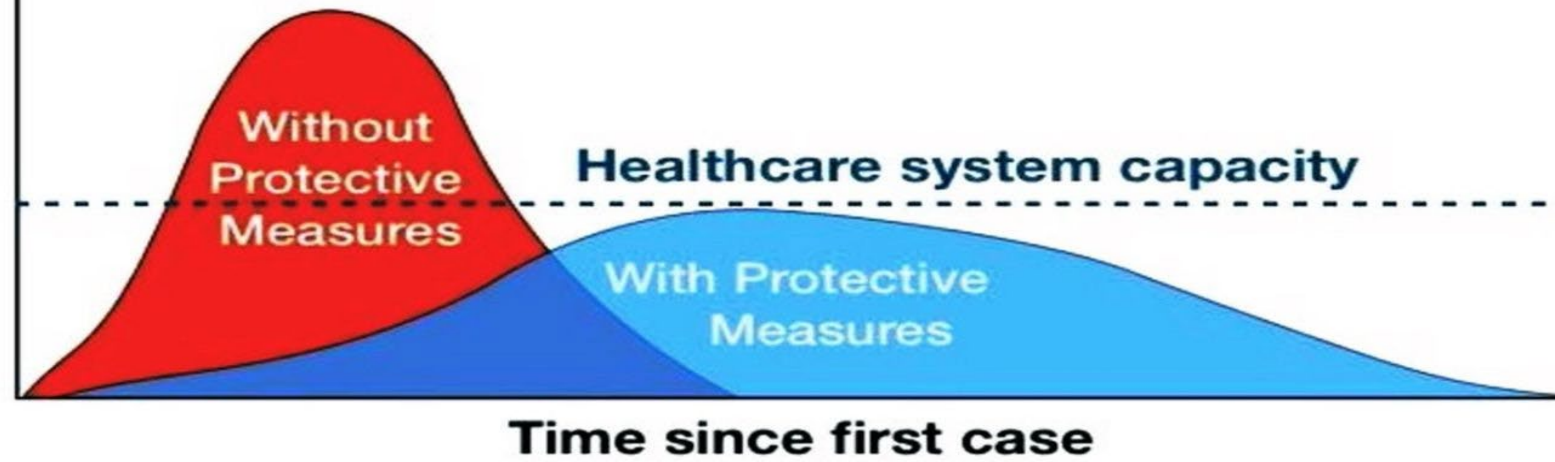 Without
Protective
Measures
Healthcare system capacity
With Protective
Measures
Time since first case